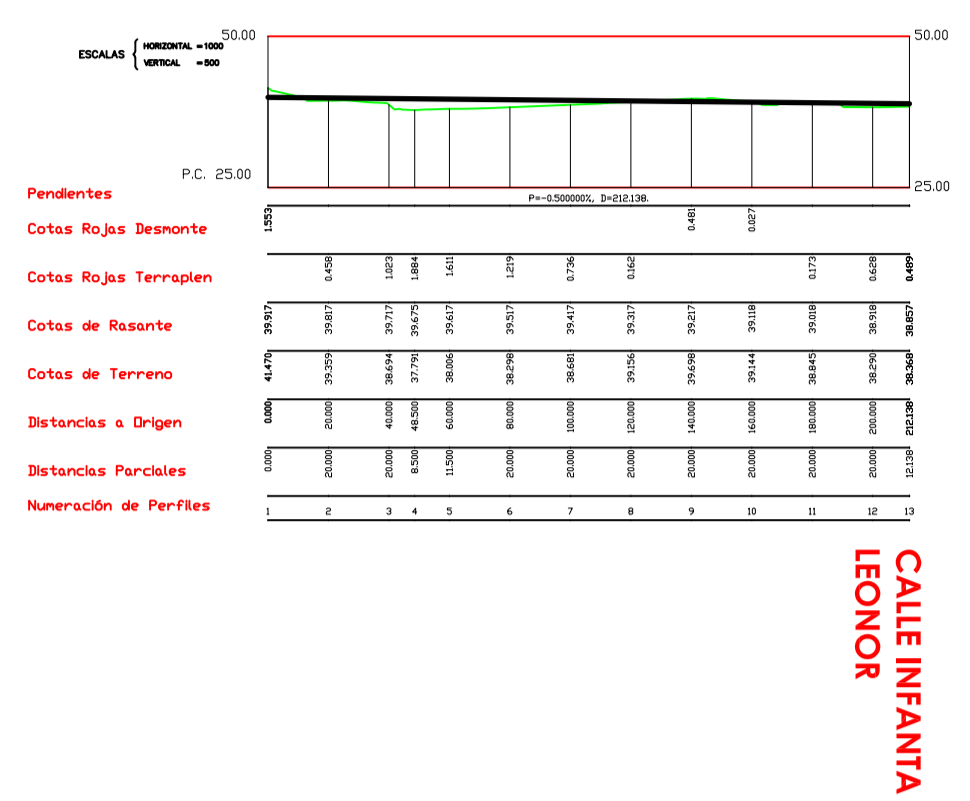 50.00 50.00
ESCALAS { HORIZONTAL =1000
VERTICAL =500
P.C. 25.00 25.00
Pendientes P=-0.500000%, D=212.138.
Cotas Rojas Desmonte 1.553 0.481 0.027
Cotas Rojas Terraplen 0.458 1.023 1.884 1.611 1.219 0.736 0.162 0.173 0.628 0.489
Cotas de Rasante 39.917 39.817 39.717 39.675 39.617 39.517 39.417 39.317 39.217 39.118 39.018 38.918 38.857
Cotas de Terreno 41.470 39.359 38.694 37.791 38.006 38.298 38.681 39.156 39.698 39.144 38.845 38.290 38.368
Distancias a Origen 0.000 20.000 40.000 48.500 60.000 80.000 100.000 120.000 140.000 160.000 180.000 200.000 212.138
Distancias Parciales 0.000 20.000 20.000 8.500 11.500 20.000 20.000 20.000 20.000 20.000 20.000 20.000 12.138
Numeración de Perfiles 1 2 3 4 5 6 7 8 9 10 11 12 13
CALLE INFANTA
LEONOR